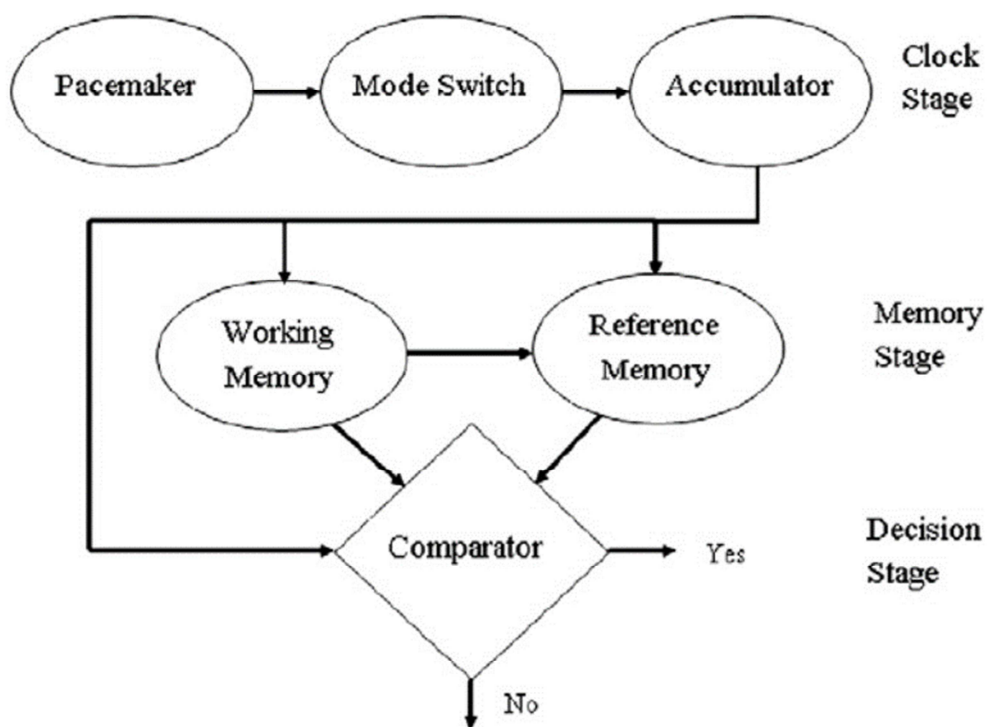 Pacemaker
Mode Switch
Accumulator
Clock
Stage
Working
Memory
Reference
Memory
Memory
Stage
Comparator
Yes
Decision
Stage
No